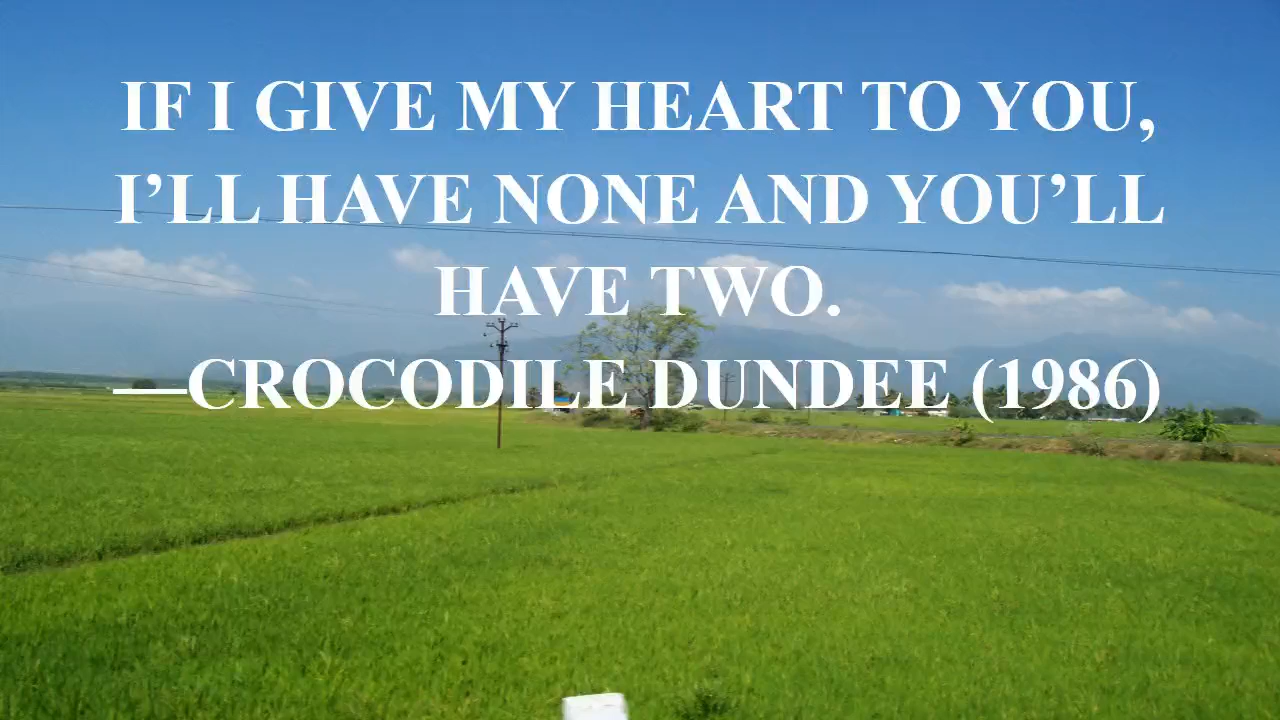 IF I GIVE MY HEART TO YOU,
I’LL HAVE NONE AND YOU’LL
HAVE TWO.
—CROCODILE DUNDEE (1986)